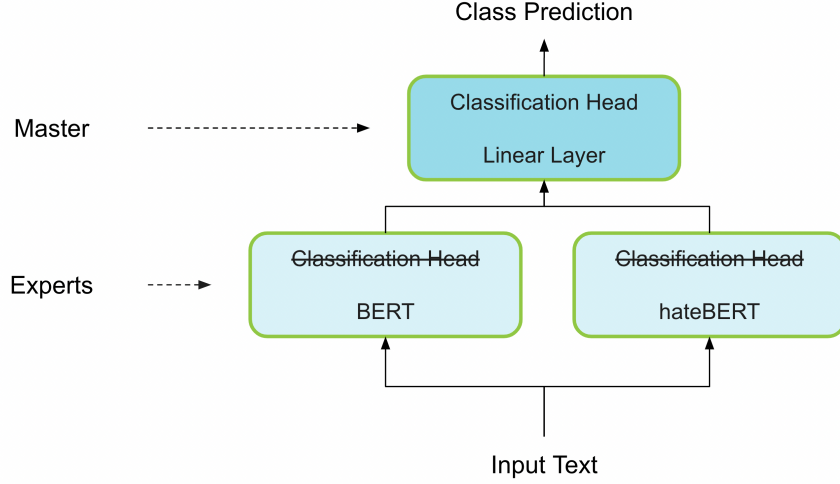 Class Prediction
Classification Head
Master
Linear Layer
Classification Head
Classification Head
Experts
BERT
hateBERT
Input Text